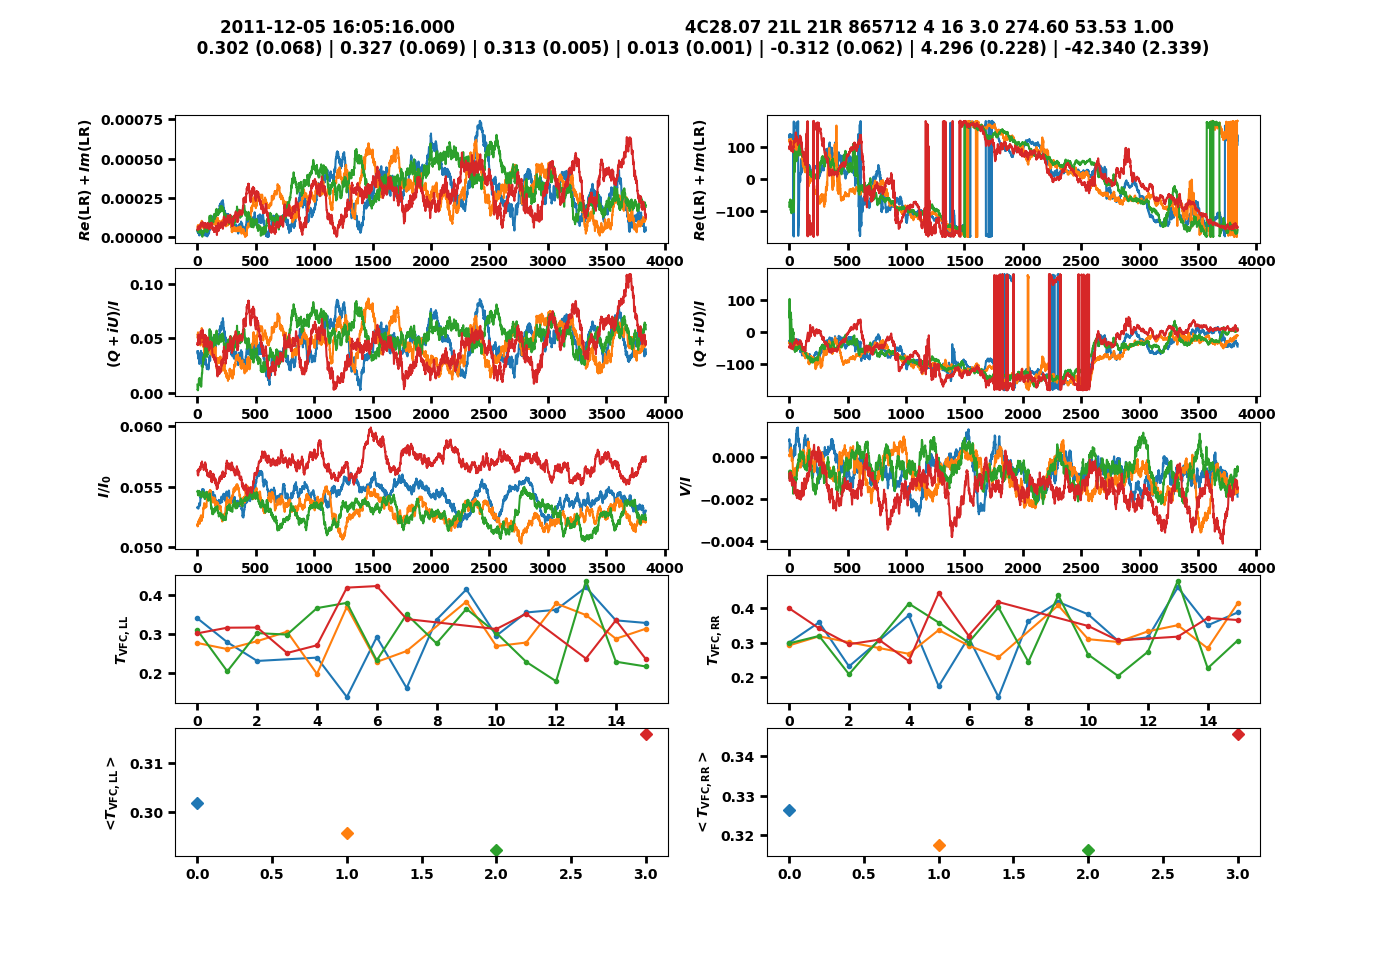 2011-12-05 16:05:16.000 4C28.07 21L 21R 865712 4 16 3.0 274.60 53.53 1.00
0.302 (0.068) | 0.327 (0.069) | 0.313 (0.005) | 0.013 (0.001) | -0.312 (0.062) | 4.296 (0.228) | -42.340 (2.339)
Re(LR) + Im(LR)
0.00075
0.00050
0.00025
0.00000
0 500 1000 1500 2000 2500 3000 3500 4000
Re(LR) + Im(LR)
100
0
−100
0 500 1000 1500 2000 2500 3000 3500 4000
(Q + iU)/I
0.10
0.05
0.00
0 500 1000 1500 2000 2500 3000 3500 4000
(Q + iU)/I
100
0
−100
0 500 1000 1500 2000 2500 3000 3500 4000
I/I0
0.060
0.055
0.050
0 500 1000 1500 2000 2500 3000 3500 4000
V/I
0.000
−0.002
−0.004
0 500 1000 1500 2000 2500 3000 3500 4000
TVFC, LL
0.4
0.3
0.2
0 2 4 6 8 10 12 14
TVFC, RR
0.4
0.3
0.2
0 2 4 6 8 10 12 14
<TVFC, LL >
0.31
0.30
0.0 0.5 1.0 1.5 2.0 2.5 3.0
< TVFC, RR >
0.34
0.33
0.32
0.0 0.5 1.0 1.5 2.0 2.5 3.0